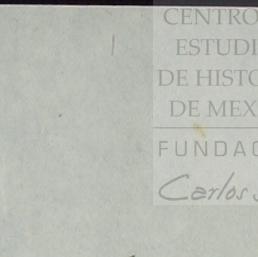 CENTRO
ESTUDI
DE HISTO
DE MEX
FUNDAC
Carlos